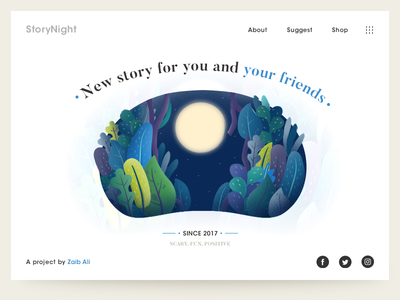 StoryNight
About
Suggest
Shop
• New story for you and your friends •
• SINCE 2017 •
SCARY, FUN, POSITIVE
A project by Zaib Ali